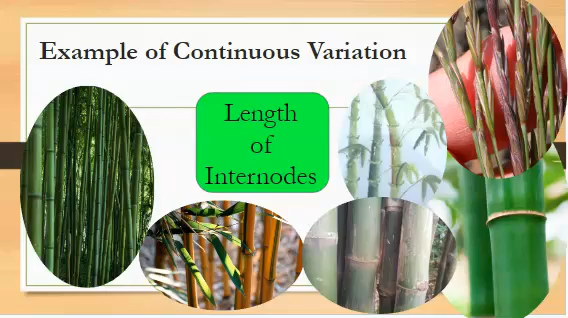 Example of Continuous Variation
Length
of
Internodes